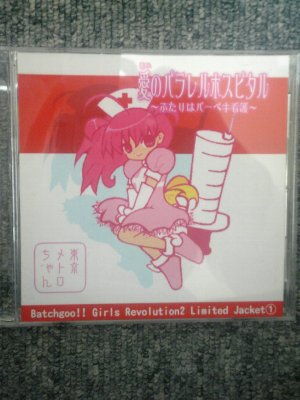 愛のパラレルホスピタル
～ふたりはパーペキ看護～
東京
メトロ
ちゃん
Batchgoo!! Girls Revolution2 Limited Jacket①